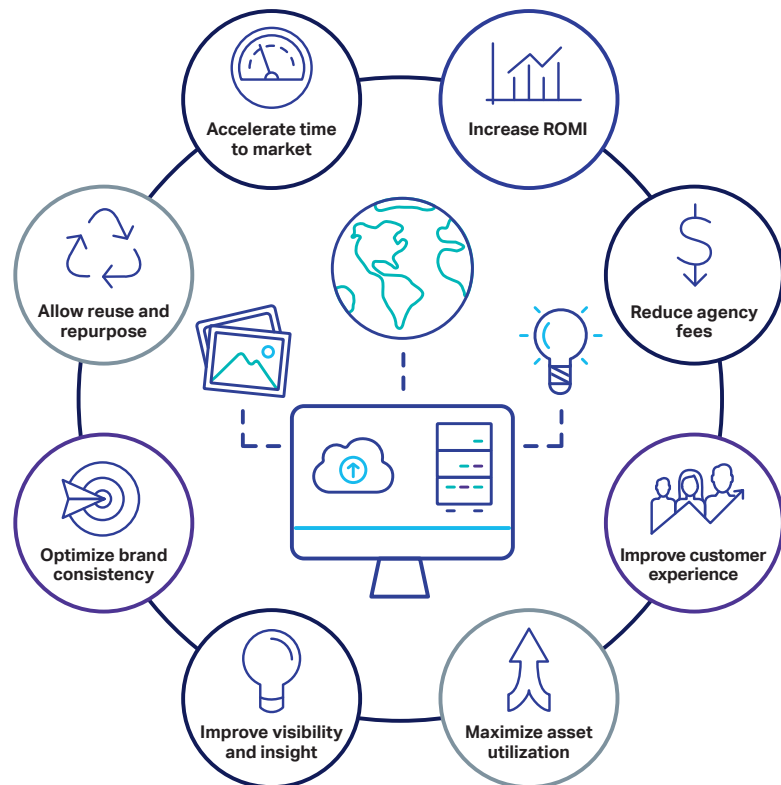 Accelerate time
to market
Increase ROMI
Reduce agency
fees
Improve customer
experience
Maximize asset
utilization
Improve visibility
and insight
Optimize brand
consistency
Allow reuse and
repurpose